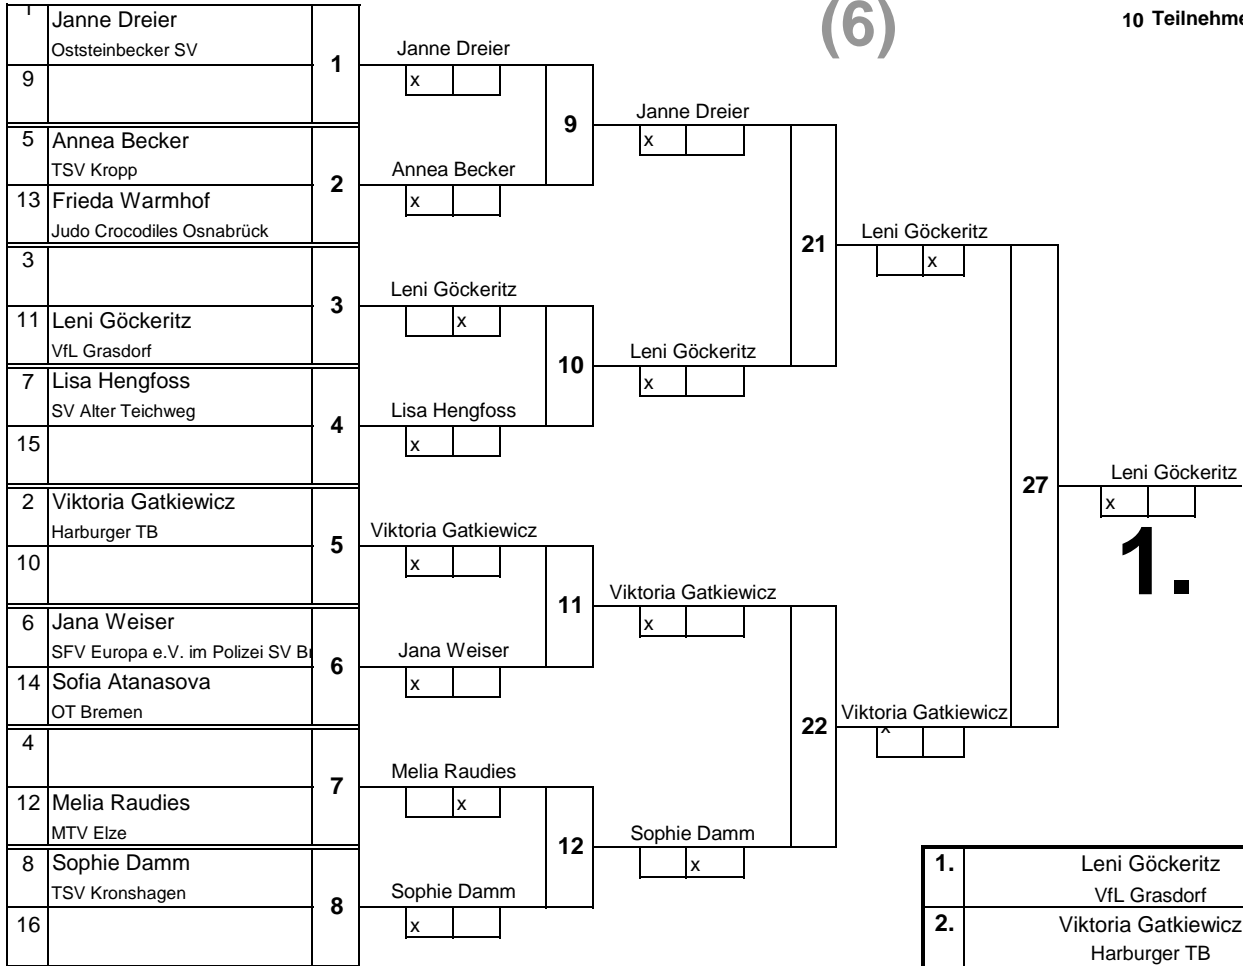 (6)
10 Teilnehme
1 Janne Dreier
Oststeinbecker SV
9
1
Janne Dreier
x
5 Annea Becker
TSV Kropp
13 Frieda Warmhof
Judo Crocodiles Osnabrück
2
Annea Becker
x
9
Janne Dreier
x
3
11 Leni Göckeritz
VfL Grasdorf
3
Leni Göckeritz
x
7 Lisa Hengfoss
SV Alter Teichweg
15
4
Lisa Hengfoss
x
10
Leni Göckeritz
x
21
Leni Göckeritz
x
2 Viktoria Gatkiewicz
Harburger TB
10
5
Viktoria Gatkiewicz
x
6 Jana Weiser
SFV Europa e.V. im Polizei SV Br
14 Sofia Atanasova
OT Bremen
6
Jana Weiser
x
11
Viktoria Gatkiewicz
x
4
12 Melia Raudies
MTV Elze
7
Melia Raudies
x
8 Sophie Damm
TSV Kronshagen
16
8
Sophie Damm
x
12
Sophie Damm
x
22
Viktoria Gatkiewicz
x
27
Leni Göckeritz
x
1.
1. Leni Göckeritz
VfL Grasdorf
2. Viktoria Gatkiewicz
Harburger TB